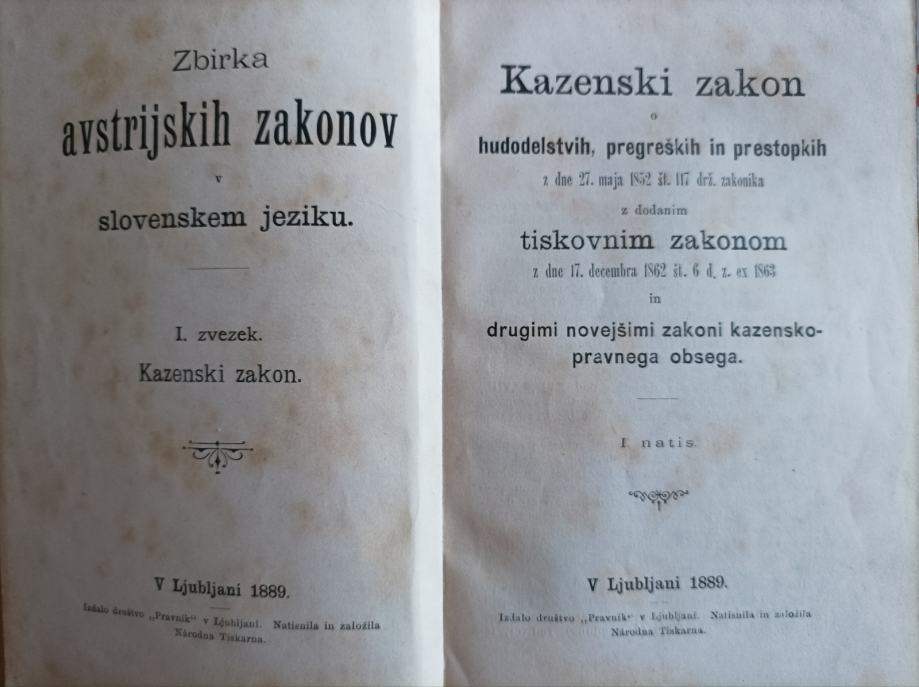 Zbirka
avstrijskih zakonov
v
slovenskem jeziku.
I. zvezek.
Kazenski zakon.
V Ljubljani 1889.
Izdalo društvo „Pravnik“ v Ljubljani. Natisnila in založila
Národna Tiskarna.
Kazenski zakon
o
hudodelstvih, pregreških in prestopkih
z dne 27. maja 1852 št. 117 drž. zakonika
z dodanim
tiskovnim zakonom
z dne 17. decembra 1862 št. 6 d. z. ex 1863
in
drugimi novejšimi zakoni kazensko-
pravnega obsega.
I. natis.
V Ljubljani 1889.
Izdalo društvo „Pravnik“ v Ljubljani. Natisnila in založila
Národna Tiskarna.